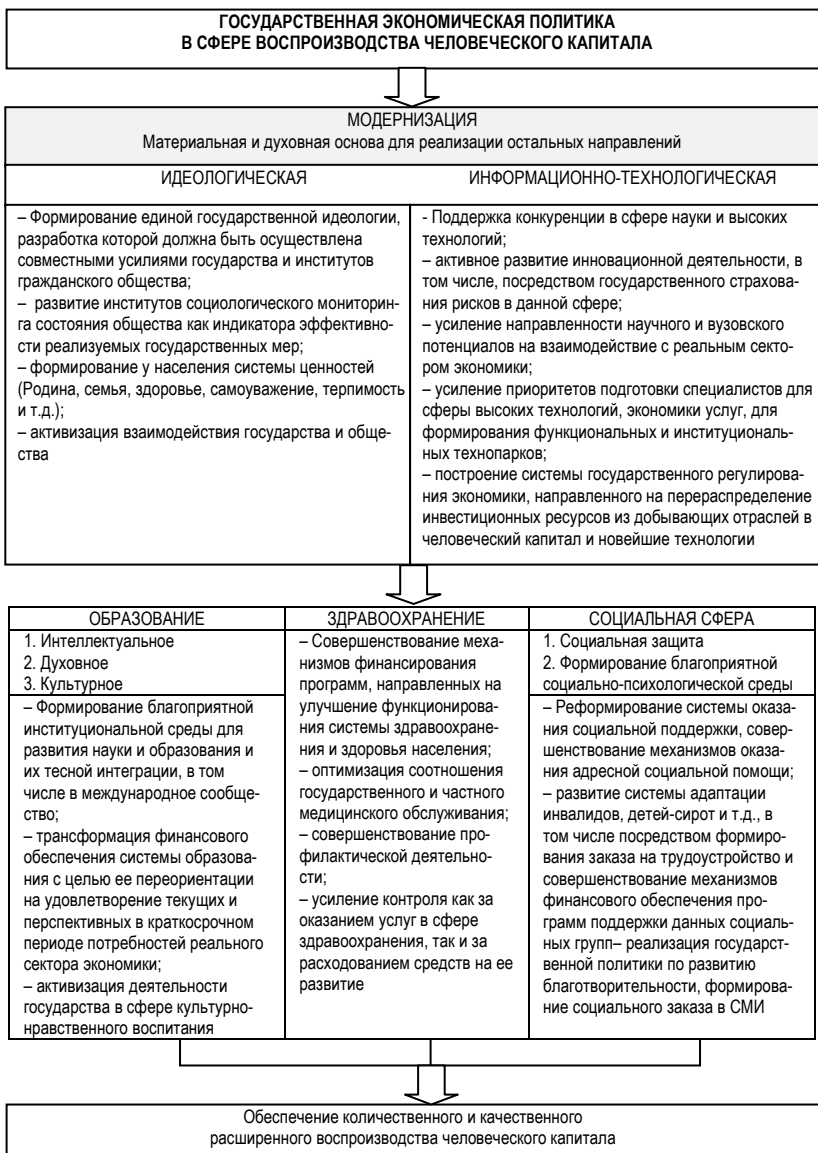 ГОСУДАРСТВЕННАЯ ЭКОНОМИЧЕСКАЯ ПОЛИТИКА
В СФЕРЕ ВОСПРОИЗВОДСТВА ЧЕЛОВЕЧЕСКОГО КАПИТАЛА
МОДЕРНИЗАЦИЯ
Материальная и духовная основа для реализации остальных направлений
ИДЕОЛОГИЧЕСКАЯ
– Формирование единой государственной идеологии,
разработка которой должна быть осуществлена
совместными усилиями государства и институтов
гражданского общества;
– развитие институтов социологического мониторин-
га состояния общества как индикатора эффективно-
сти реализуемых государственных мер;
– формирование у населения системы ценностей
(Родина, семья, здоровье, самоуважение, терпимость
и т.д.);
– активизация взаимодействия государства и обще-
ства
ИНФОРМАЦИОННО-ТЕХНОЛОГИЧЕСКАЯ
- Поддержка конкуренции в сфере науки и высоких
технологий;
– активное развитие инновационной деятельности, в
том числе, посредством государственного страхова-
ния рисков в данной сфере;
– усиление направленности научного и вузовского
потенциалов на взаимодействие с реальным секто-
ром экономики;
– усиление приоритетов подготовки специалистов для
сферы высоких технологий, экономики услуг, для
формирования функциональных и институциональ-
ных технопарков;
– построение системы государственного регулирова-
ния экономики, направленного на перераспределение
инвестиционных ресурсов из добывающих отраслей в
человеческий капитал и новейшие технологии
ОБРАЗОВАНИЕ
1. Интеллектуальное
2. Духовное
3. Культурное
– Формирование благоприятной
институциональной среды для
развития науки и образования и
их тесной интеграции, в том
числе в международное сообще-
ство;
– трансформация финансового
обеспечения системы образова-
ния с целью ее переориентации
на удовлетворение текущих и
перспективных в краткосрочном
периоде потребностей реального
сектора экономики;
– активизация деятельности
государства в сфере культурно-
нравственного воспитания
ЗДРАВООХРАНЕНИЕ
– Совершенствование меха-
низмов финансирования
программ, направленных на
улучшение функционирова-
ния системы здравоохране-
ния и здоровья населения;
– оптимизация соотношения
государственного и частного
медицинского обслуживания;
– совершенствование про-
филактической деятельно-
сти;
– усиление контроля как за
оказанием услуг в сфере
здравоохранения, так и за
расходованием средств на ее
развитие
СОЦИАЛЬНАЯ СФЕРА
1. Социальная защита
2. Формирование благоприятной
социально-психологической среды
– Реформирование системы оказа-
ния социальной поддержки, совер-
шенствование механизмов оказа-
ния адресной социальной помощи;
– развитие системы адаптации
инвалидов, детей-сирот и т.д., в
том числе посредством формиро-
вания заказа на трудоустройство и
совершенствование механизмов
финансового обеспечения про-
грамм поддержки данных социаль-
ных групп– реализация государст-
венной политики по развитию
благотворительности, формирова-
ние социального заказа в СМИ
Обеспечение количественного и качественного
расширенного воспроизводства человеческого капитала